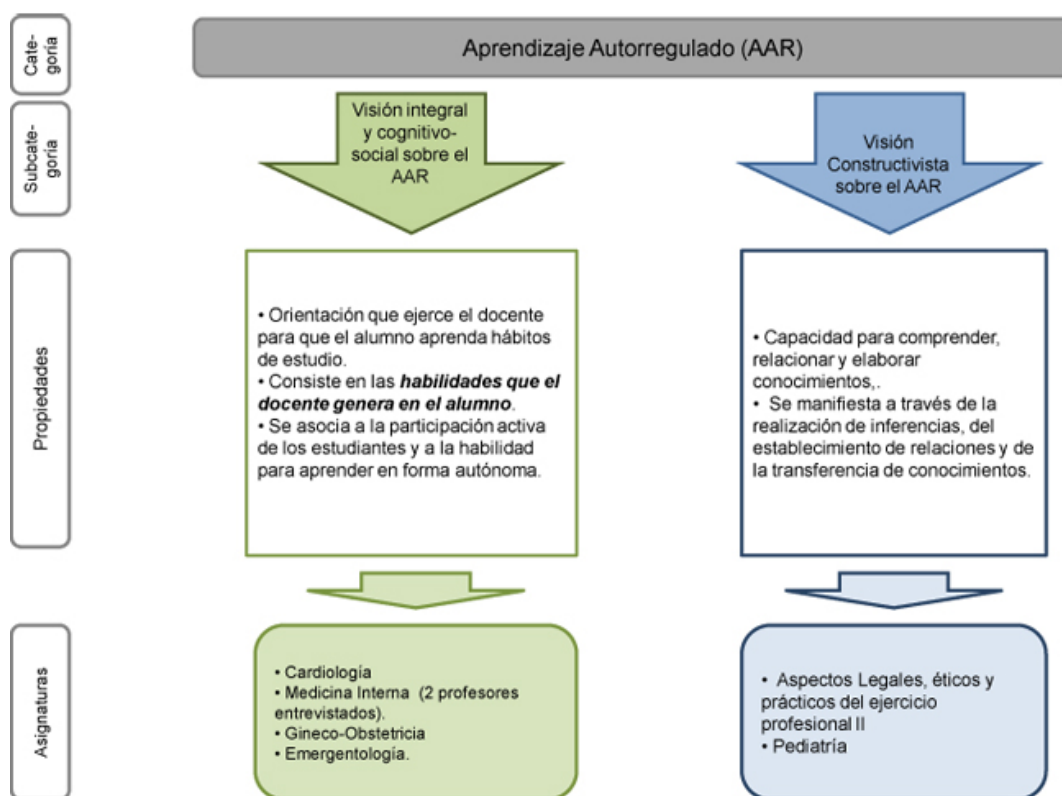 Cate-
goría
Aprendizaje Autorregulado (AAR)
Subcate-
goría
Visión integral
y cognitivo-
social sobre el
AAR
Visión
Constructivista
sobre el AAR
Propiedades
• Orientación que ejerce el docente
para que el alumno aprenda hábitos
de estudio.
• Consiste en las habilidades que el
docente genera en el alumno.
• Se asocia a la participación activa
de los estudiantes y a la habilidad
para aprender en forma autónoma.
• Capacidad para comprender,
relacionar y elaborar
conocimientos,.
• Se manifiesta a través de la
realización de inferencias, del
establecimiento de relaciones y de
la transferencia de conocimientos.
Asignaturas
• Cardiología
• Medicina Interna (2 profesores
entrevistados).
• Gineco-Obstetricia
• Emergentología.
• Aspectos Legales, éticos y
prácticos del ejercicio
profesional II
• Pediatría